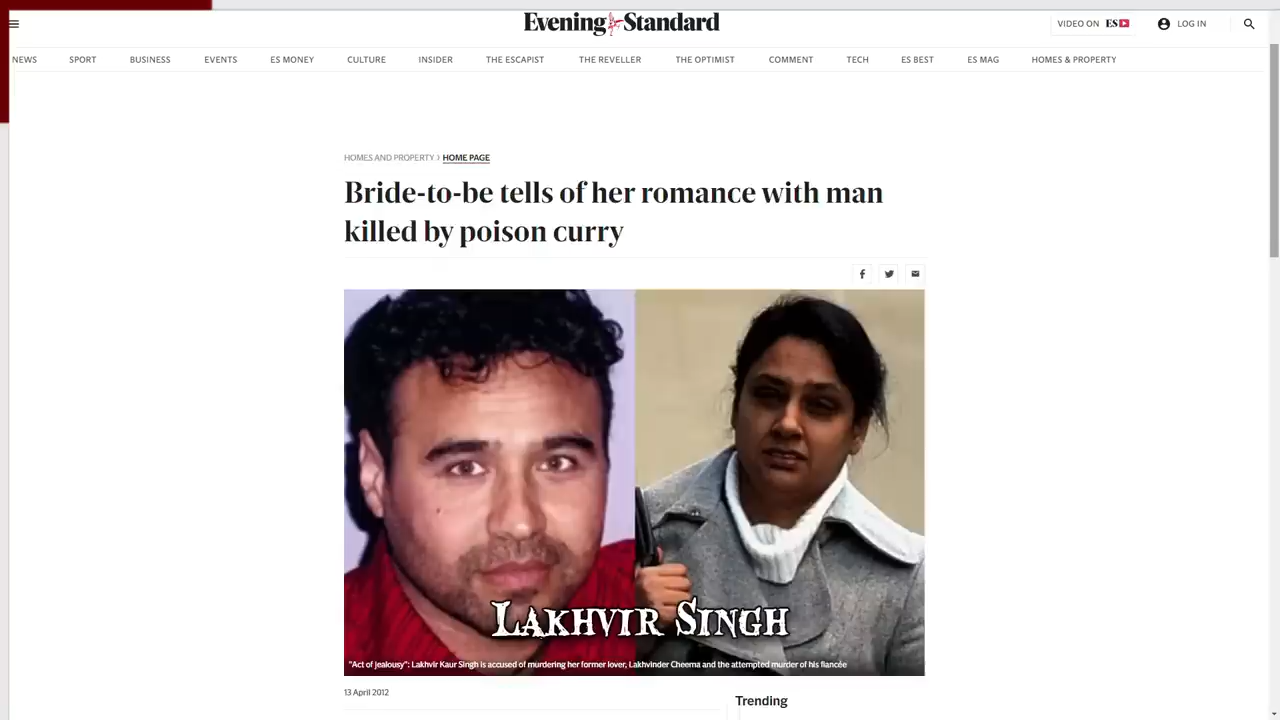 Evening Standard
VIDEO ON ES
LOG IN
NEWS SPORT BUSINESS EVENTS ES MONEY CULTURE INSIDER THE ESCAPIST THE REVELLER THE OPTIMIST COMMENT TECH ES BEST ES MAG HOMES & PROPERTY
HOMES AND PROPERTY › HOME PAGE
Bride-to-be tells of her romance with man
killed by poison curry
LAKHVIR SINGH
"Act of jealousy": Lakhvir Kaur Singh is accused of murdering her former lover, Lakhvinder Cheema and the attempted murder of his fiancée
13 April 2012
Trending